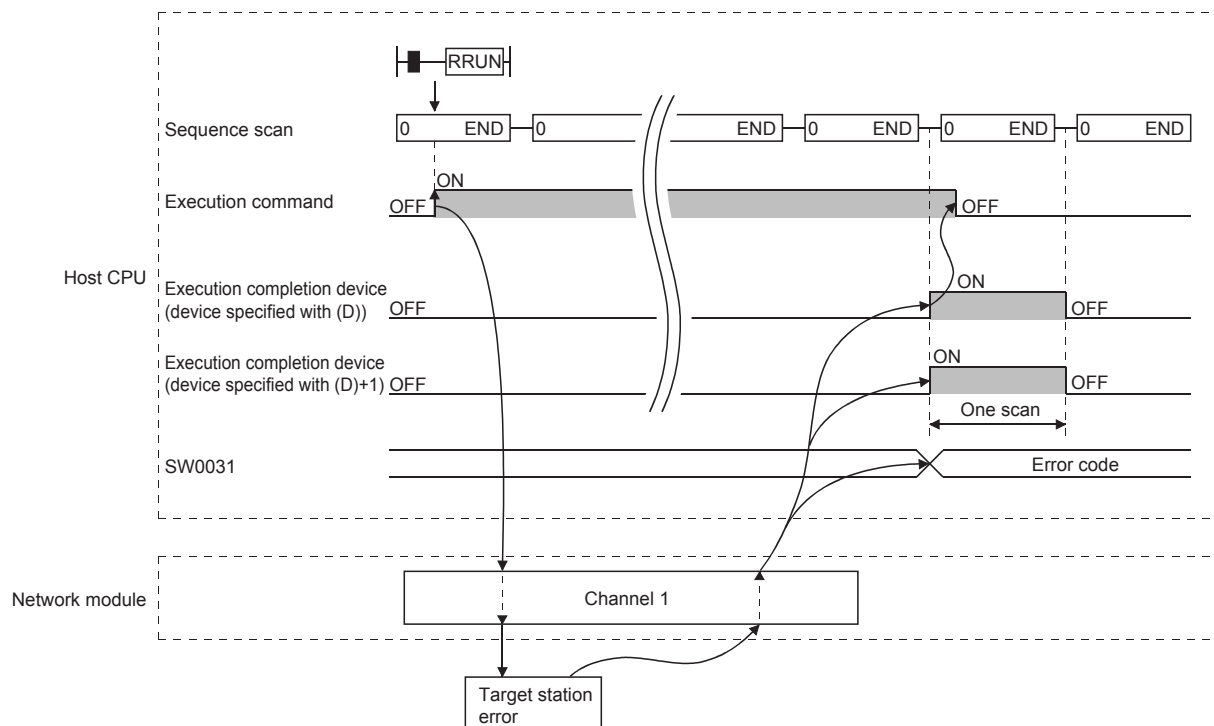 RRUN
Sequence scan
0 END 0 END 0 END 0 END 0 END
ON
Execution command
OFF OFF
Host CPU
ON
Execution completion device
(device specified with (D))
OFF OFF
Execution completion device
(device specified with (D)+1)
ON
OFF OFF
One scan
SW0031
Error code
Network module
Channel 1
Target station
error